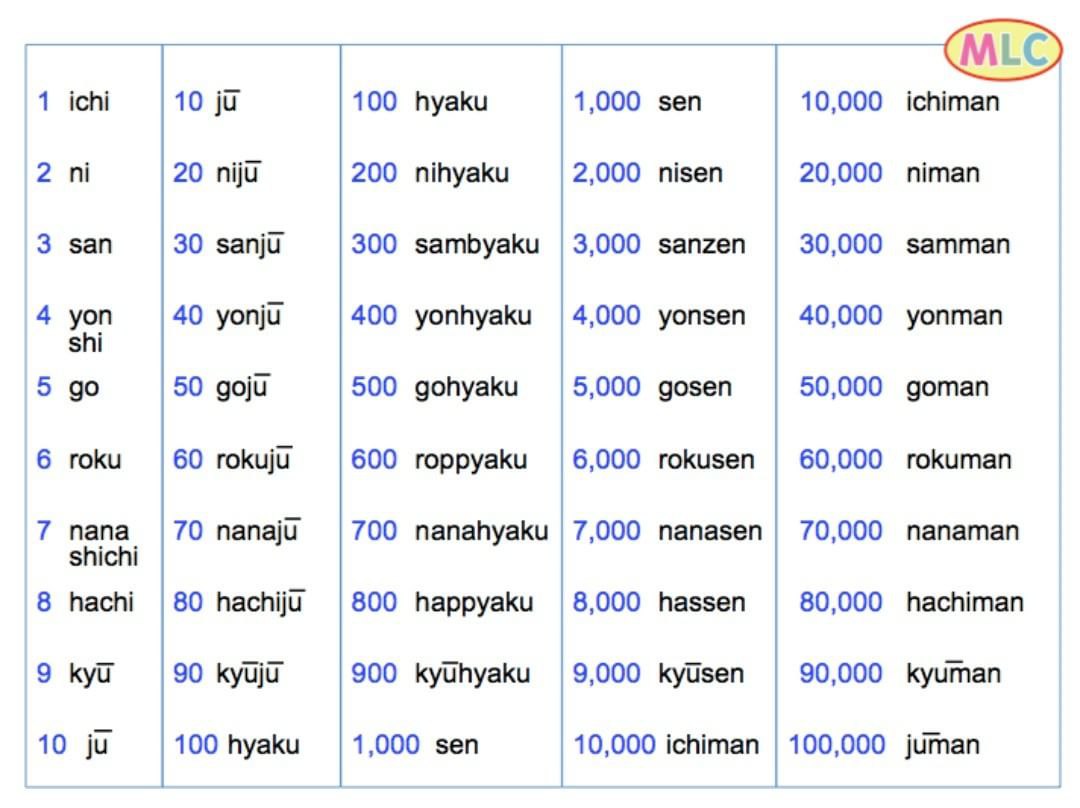 MLC
1 ichi 10 jū 100 hyaku 1,000 sen 10,000 ichiman
2 ni 20 nijū 200 nihyaku 2,000 nisen 20,000 niman
3 san 30 sanjū 300 sambyaku 3,000 sanzen 30,000 samman
4 yon 40 yonjū 400 yonhyaku 4,000 yonsen 40,000 yonman
shi
5 go 50 gojū 500 gohyaku 5,000 gosen 50,000 goman
6 roku 60 rokujū 600 roppyaku 6,000 rokusen 60,000 rokuman
7 nana 70 nanajū 700 nanahyaku 7,000 nanasen 70,000 nanaman
shichi
8 hachi 80 hachijū 800 happyaku 8,000 hassen 80,000 hachiman
9 kyū 90 kyūjū 900 kyūhyaku 9,000 kyūsen 90,000 kyum̄an
10 jū 100 hyaku 1,000 sen 10,000 ichiman 100,000 jum̄an